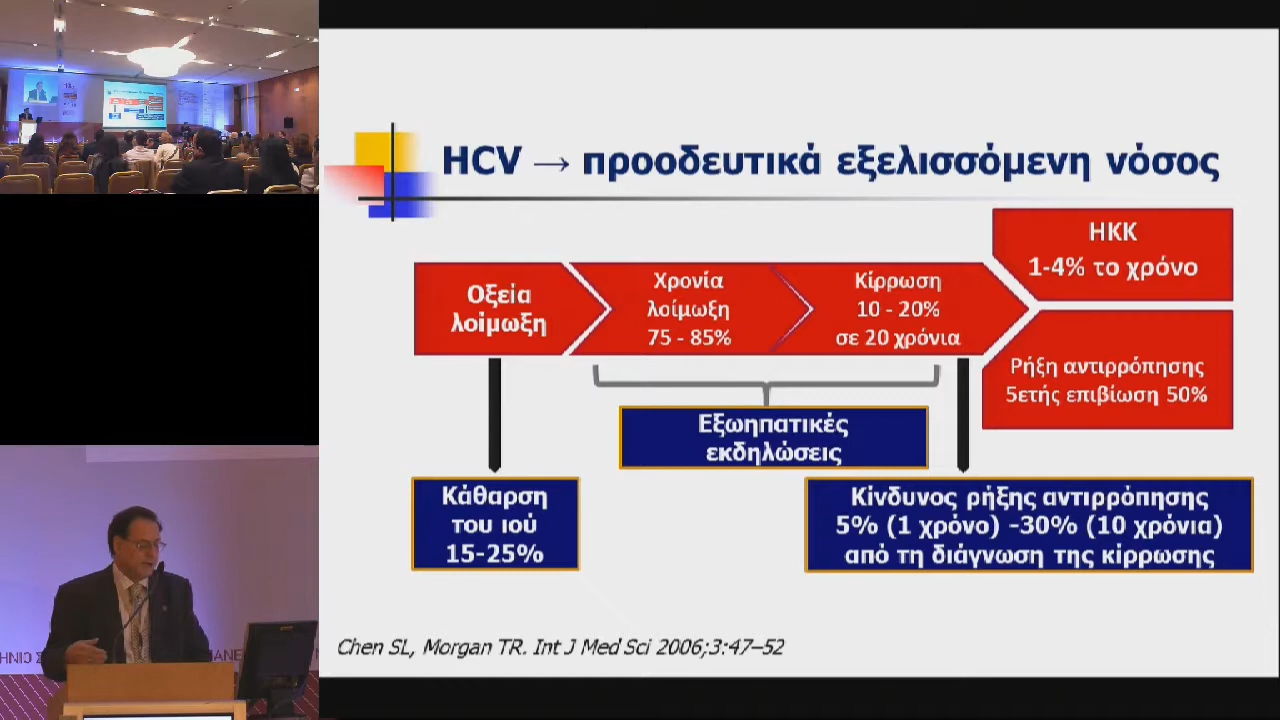 HCV → προοδευτικά εξελισσόμενη νόσος
Οξεία
λοίμωξη
Χρονία
λοίμωξη
75 - 85%
Κίρρωση
10 - 20%
σε 20 χρόνια
ΗΚΚ
1-4% το χρόνο
Ρήξη αντιρρόπησης
5ετής επιβίωση 50%
Εξωηπατικές
εκδηλώσεις
Κάθαρση
του ιού
15-25%
Κίνδυνος ρήξης αντιρρόπησης
5% (1 χρόνο) -30% (10 χρόνια)
από τη διάγνωση της κίρρωσης
Chen SL, Morgan TR. Int J Med Sci 2006;3:47–52